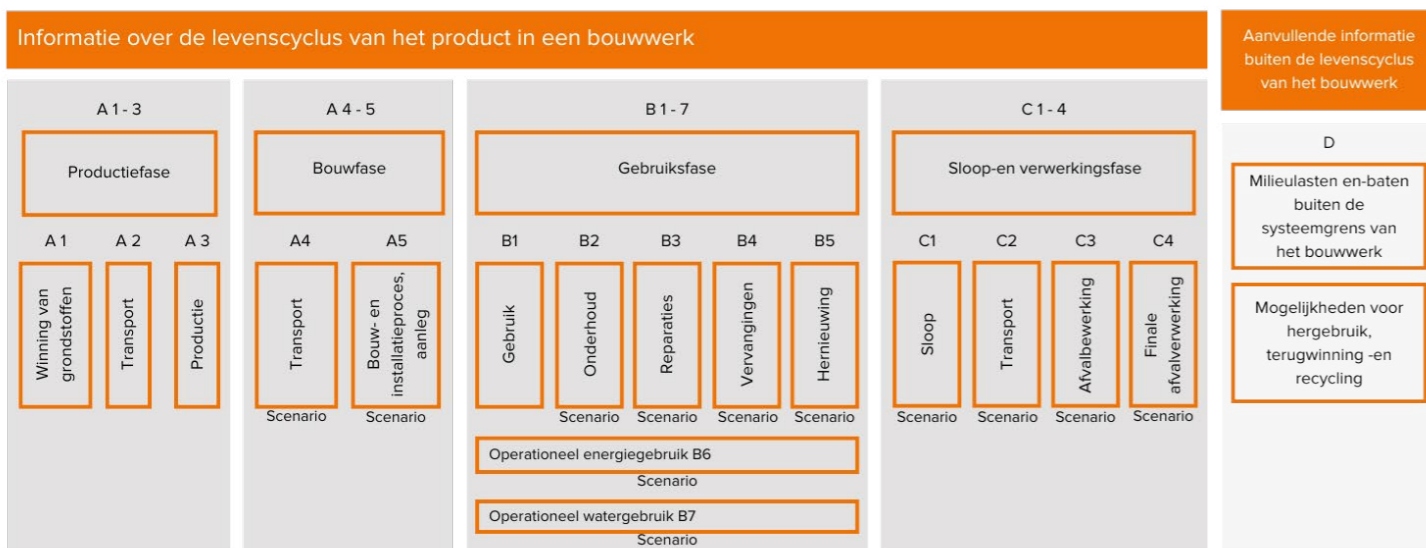 Informatie over de levenscyclus van het product in een bouwwerk
Aanvullende informatie
buiten de levenscyclus
van het bouwwerk
A 1 - 3
Productiefase
A 1
A 2
A 3
Winning van
grondstoffen
Transport
Productie
A 4 - 5
Bouwfase
A4
A5
Transport
Bouw- en
installatieproces,
aanleg
Scenario
Scenario
B 1 - 7
Gebruiksfase
B1
B2
B3
B4
B5
Gebruik
Onderhoud
Reparaties
Vervangingen
Hernieuwing
Scenario
Scenario
Scenario
Scenario
Operationeel energiegebruik B6
Scenario
Operationeel watergebruik B7
Scenario
C 1 - 4
Sloop-en verwerkingsfase
C1
C2
C3
C4
Sloop
Transport
Afvalbewerking
Finale
afvalverwerking
Scenario
Scenario
Scenario
Scenario
D
Milieulasten en-baten
buiten de
systeemgrens van
het bouwwerk
Mogelijkheden voor
hergebruik,
terugwinning -en
recycling